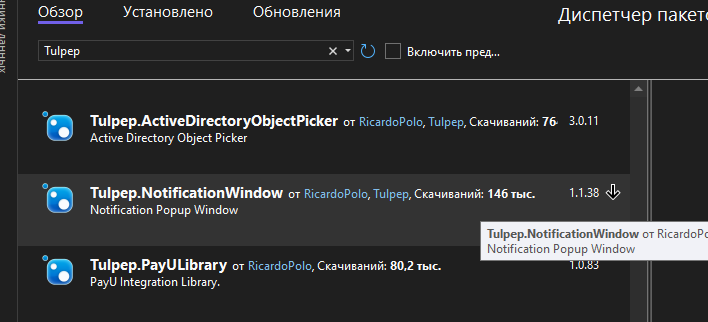 Обзор Установлено Обновления Диспетчер пакето
Tulpep Включить пред...
Tulpep.ActiveDirectoryObjectPicker от RicardoPolo, Tulpep, Скачиваний: 76 3.0.11
Active Directory Object Picker
Tulpep.NotificationWindow от RicardoPolo, Tulpep, Скачиваний: 146 тыс. 1.1.38
Notification Popup Window
Tulpep.NotificationWindow от RicardoPo
Notification Popup Window
Tulpep.PayULibrary от RicardoPolo, Tulpep, Скачиваний: 80,2 тыс. 1.0.83
PayU Integration Library.